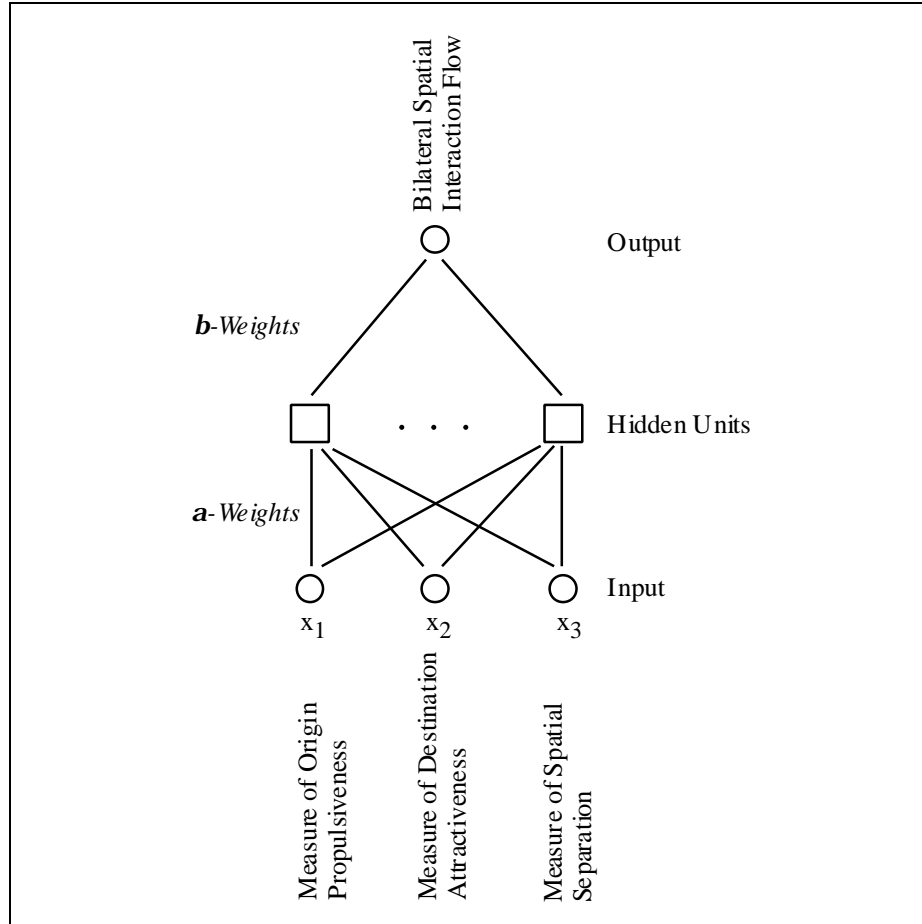 Bilateral Spatial
Interaction Flow
Output
b-Weights
. . .
Hidden Units
a-Weights
Input
x1
x2
x3
Measure of Origin
Propulsiveness
Measure of Destination
Attractiveness
Measure of Spatial
Separation